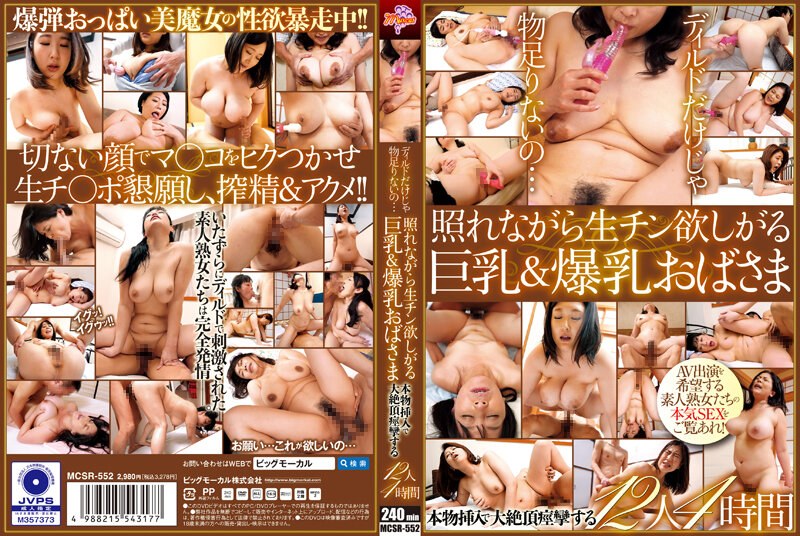 爆弾おっぱい美魔女の性欲暴走中!!
切ない顔でマ◯コをヒクつかせ
生チ◯ポ懇願し、搾精&アクメ!!
いたずらにディルドで刺激された
素人熟女たちは完全発情
イグッ!
イグゥッ!!
お願い…これが欲しいの…
MCSR-552 2,980円(税込3,278円)
お問い合わせはWEBで
ビッグモーカル
検索
ビッグモーカル
JVPS
M357373
4 988215 543177
PP
ディルドだけじゃ
物足りないの…
照れながら生チン欲しがる
巨乳&爆乳おばさま
本物挿入で
大絶頂痙攣する
12人
4時間
240min
MCSR-552
ディルドだけじゃ
物足りないの…
照れながら生チン欲しがる
巨乳&爆乳おばさま
AV出演を
希望する
素人熟女たちの
本気SEXを
ご覧あれ!
本物挿入で大絶頂痙攣する
12人4時間